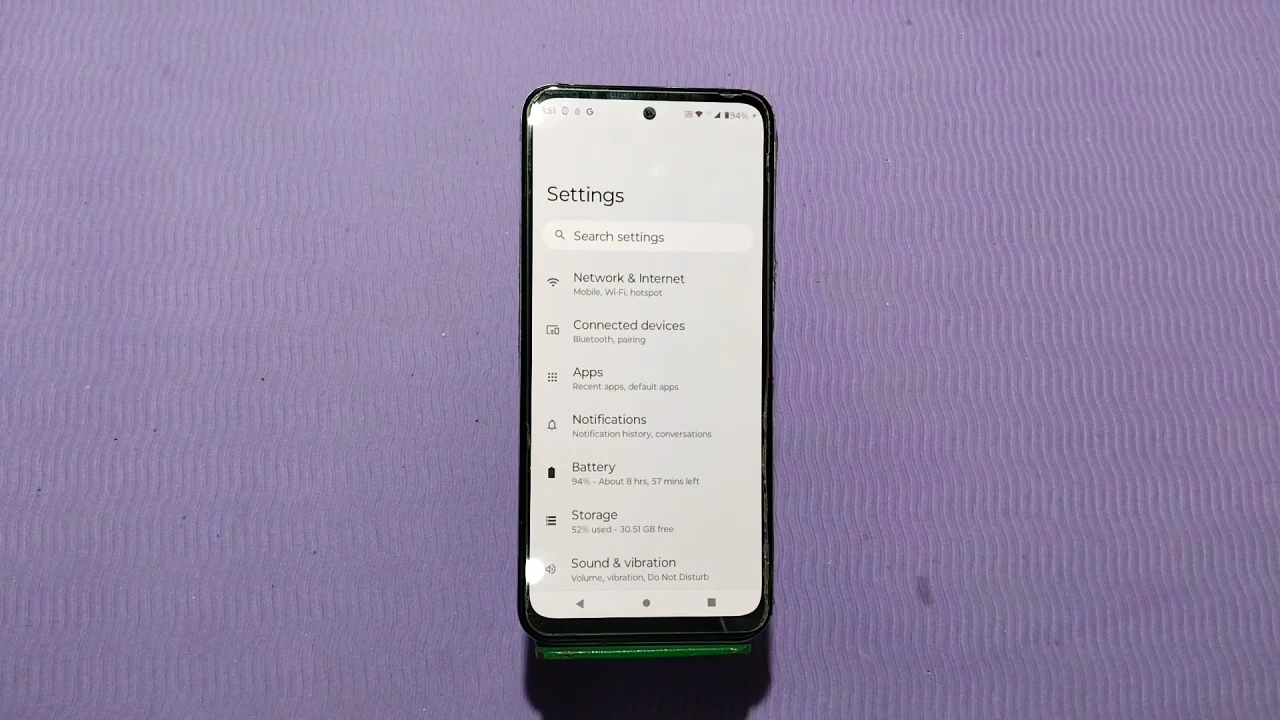 94%
Settings
Search settings
Network & Internet
Mobile, Wi-Fi, hotspot
Connected devices
Bluetooth, pairing
Apps
Recent apps, default apps
Notifications
Notification history, conversations
Battery
94% - About 8 hrs, 57 mins left
Storage
52% used - 30.51 GB free
Sound & vibration
Volume, vibration, Do Not Disturb